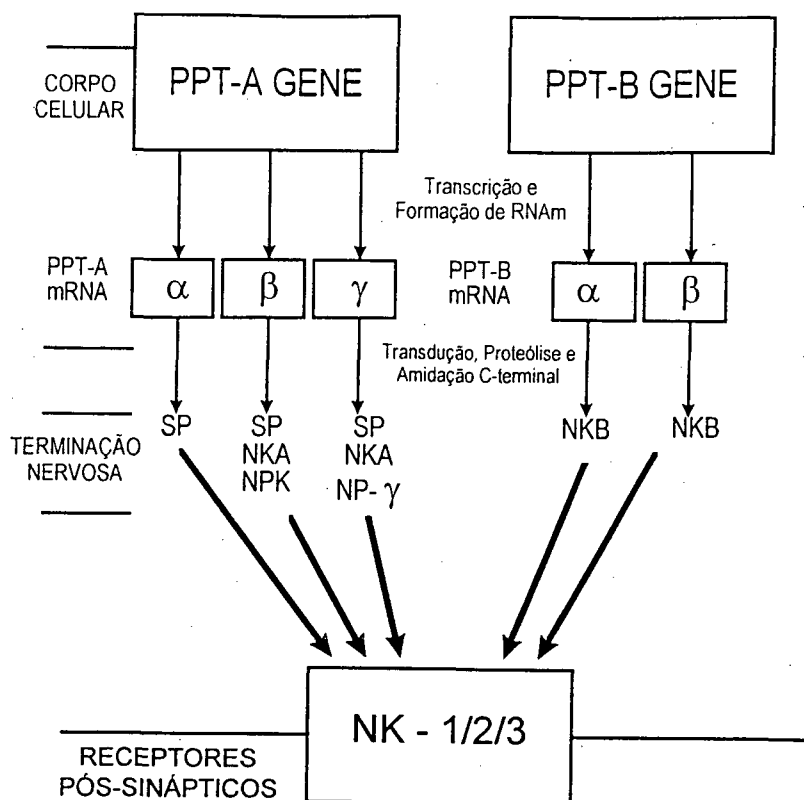 PPT-A GENE
PPT-B GENE
CORPO
CELULAR
Transcrição e
Formação de RNAm
PPT-A
mRNA
α
β
γ
PPT-B
mRNA
α
β
Transdução, Proteólise e
Amidação C-terminal
TERMINAÇÃO
NERVOSA
SP
SP
NKA
NPK
SP
NKA
NP- γ
NKB
NKB
NK - 1/2/3
RECEPTORES
PÓS-SINÁPTICOS